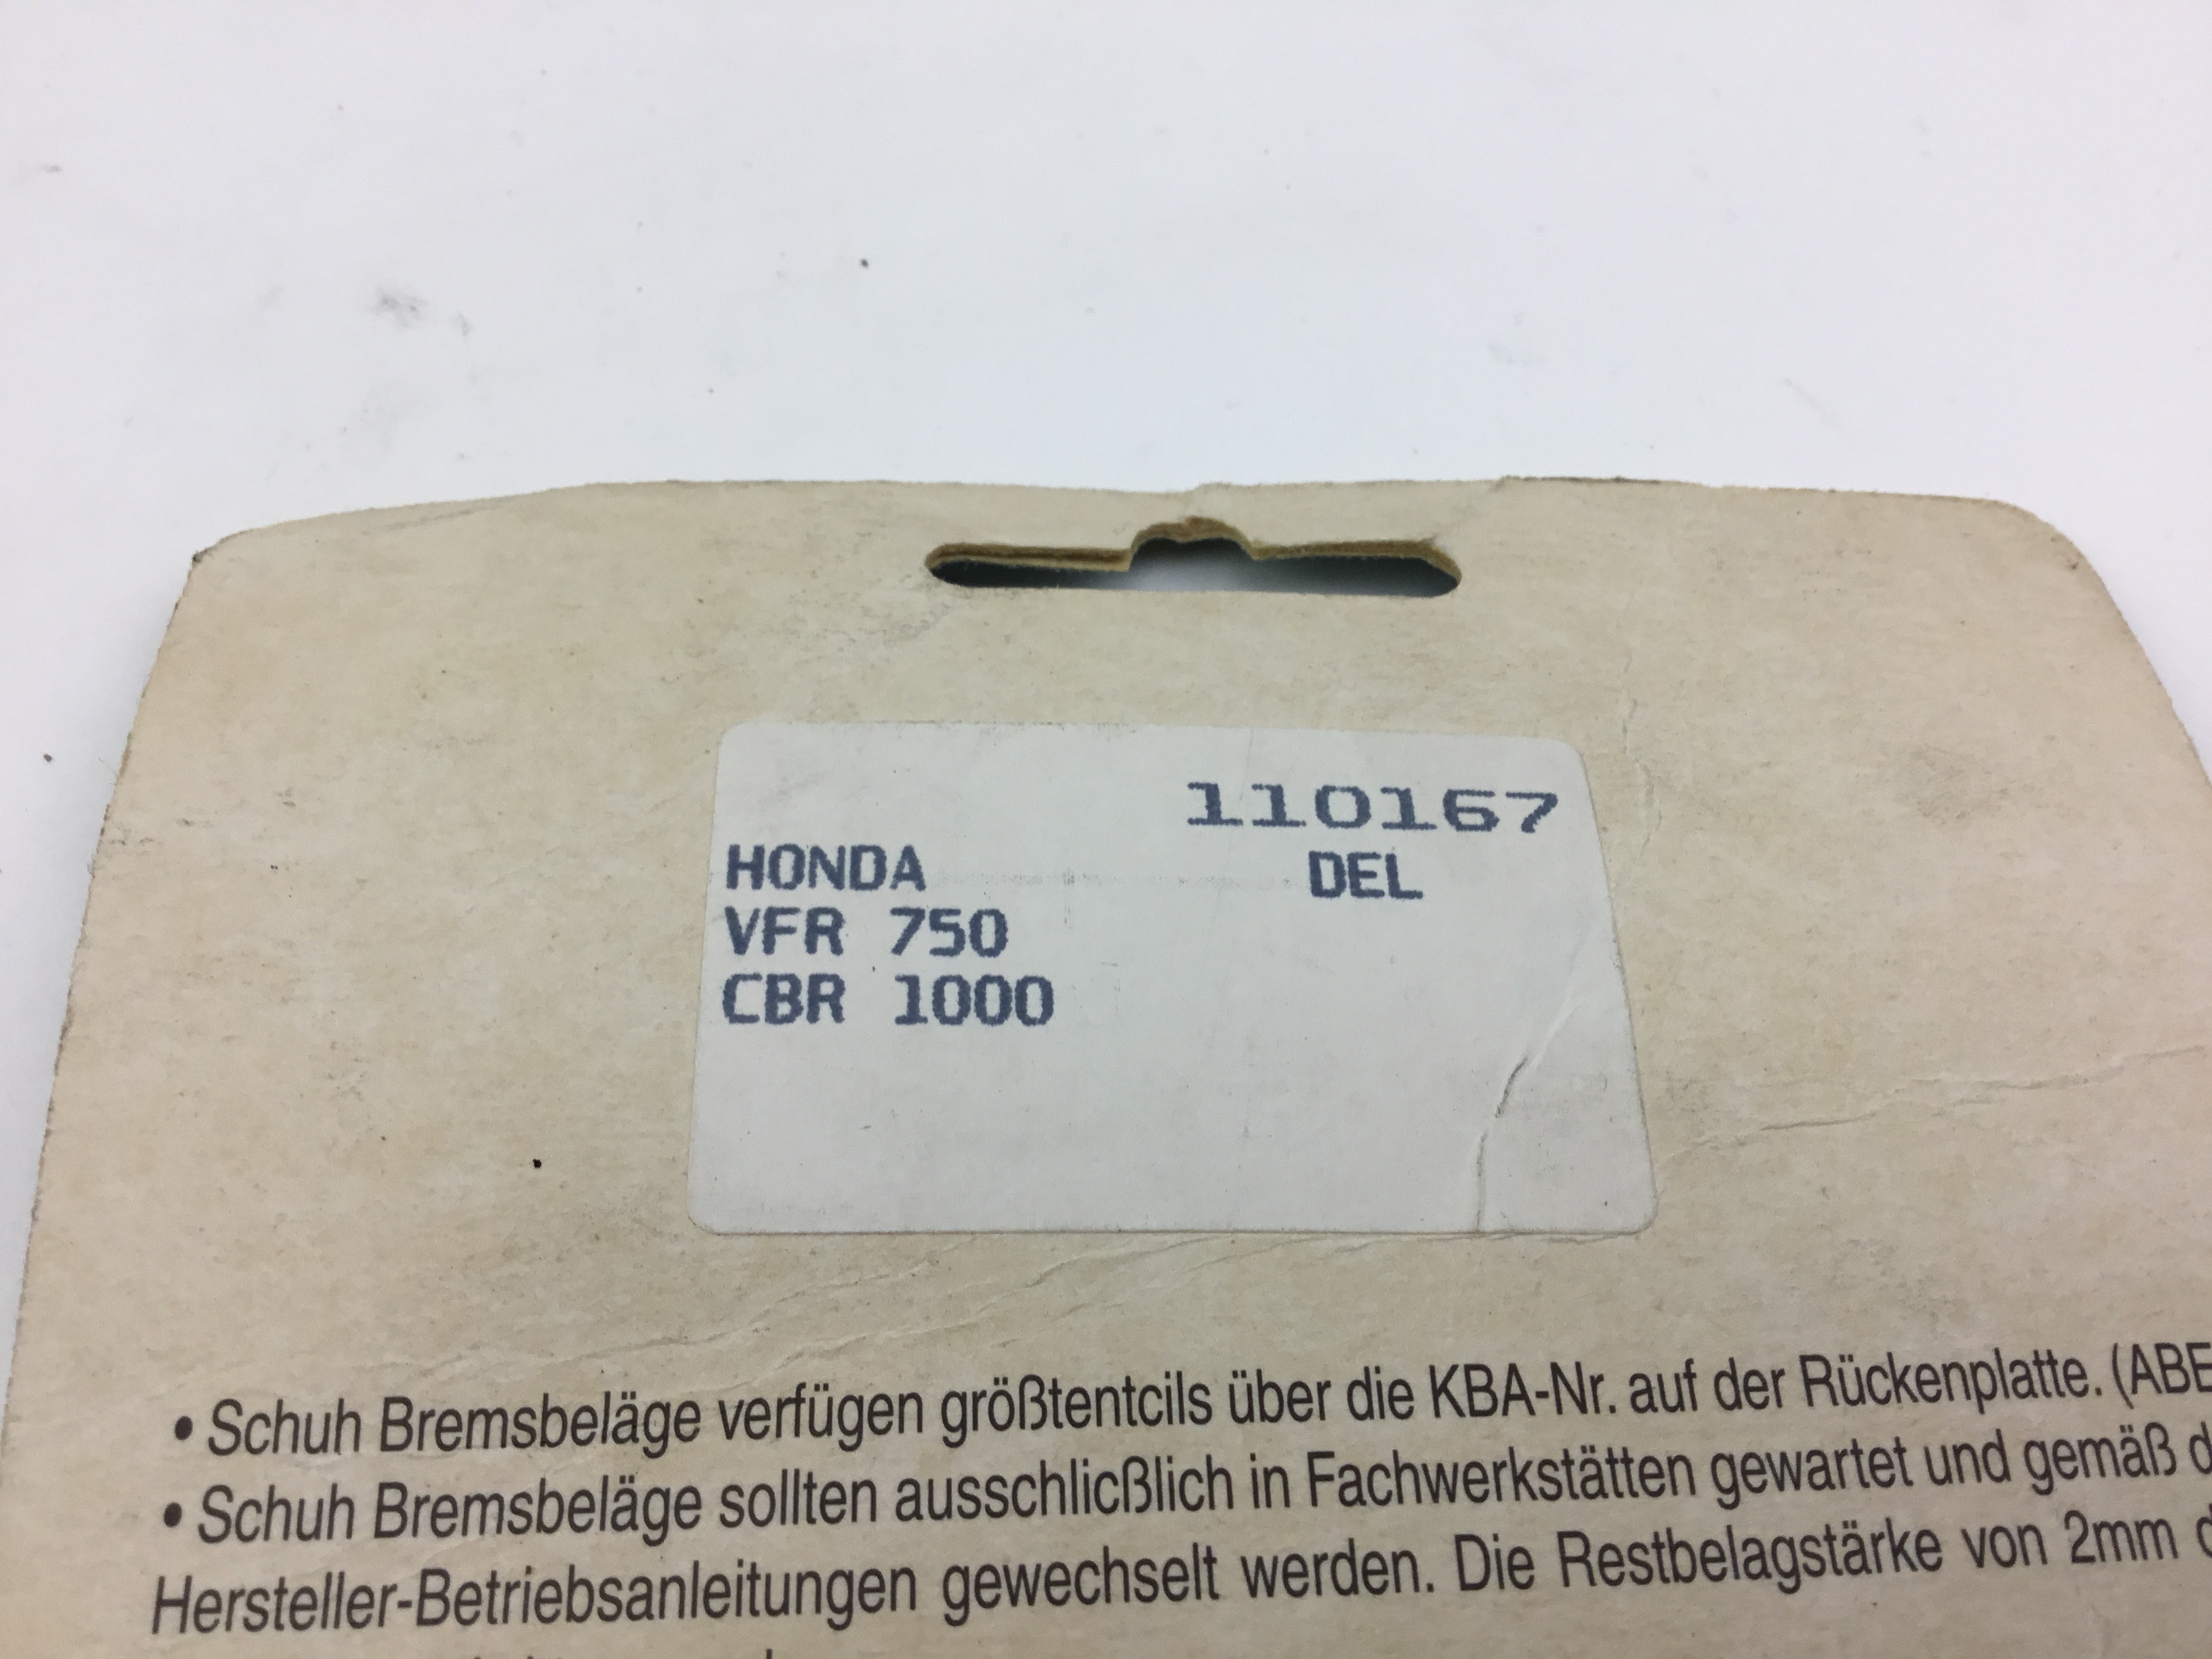 110167
HONDA DEL
VFR 750
CBR 1000
• Schuh Bremsbeläge verfügen größtentcils über die KBA-Nr. auf der Rückenplatte. (ABE
• Schuh Bremsbeläge sollten ausschlicßlich in Fachwerkstätten gewartet und gemäß d
Hersteller-Betriebsanleitungen gewechselt werden. Die Restbelagstärke von 2mm d